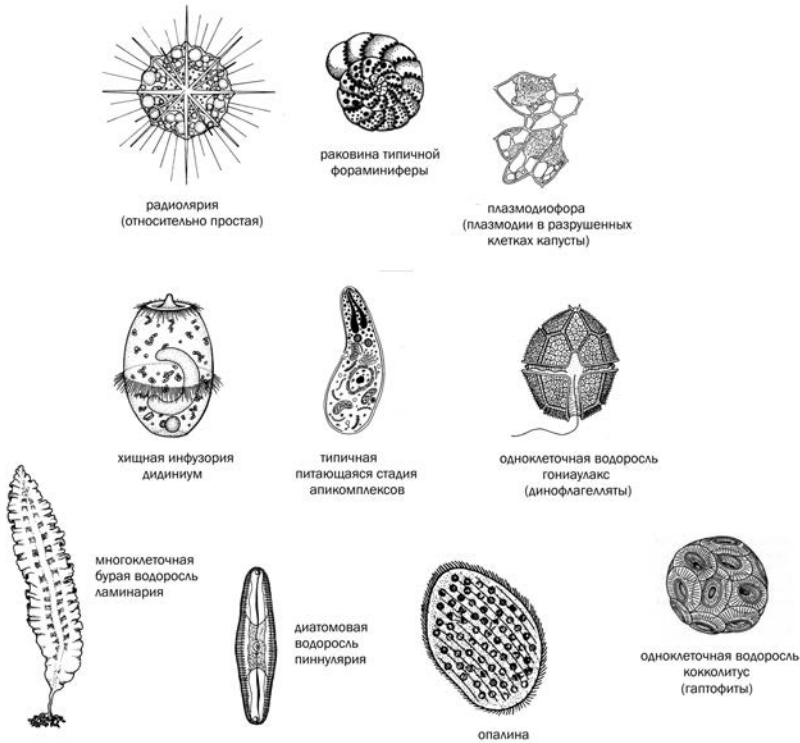 радиолярия
(относительно простая)
раковина типичной
фораминиферы
плазмодиофора
(плазмодии в разрушенных
клетках капусты)
хищная инфузория
дидиниум
типичная
питающаяся стадия
апикомплексов
одноклеточная водоросль
гониаулакс
(динофлагелляты)
многоклеточная
бурая водоросль
ламинария
диатомовая
водоросль
пиннулярия
опалина
одноклеточная водоросль
кокколитус
(гаптофиты)